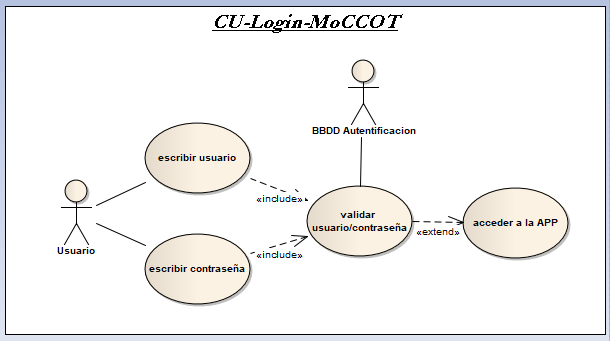 CU-Login-MoCCOT
BBDD Autentificacion
escribir usuario
«include»
validar
usuario/contraseña
acceder a la APP
«extend»
Usuario
«include»
escribir contraseña